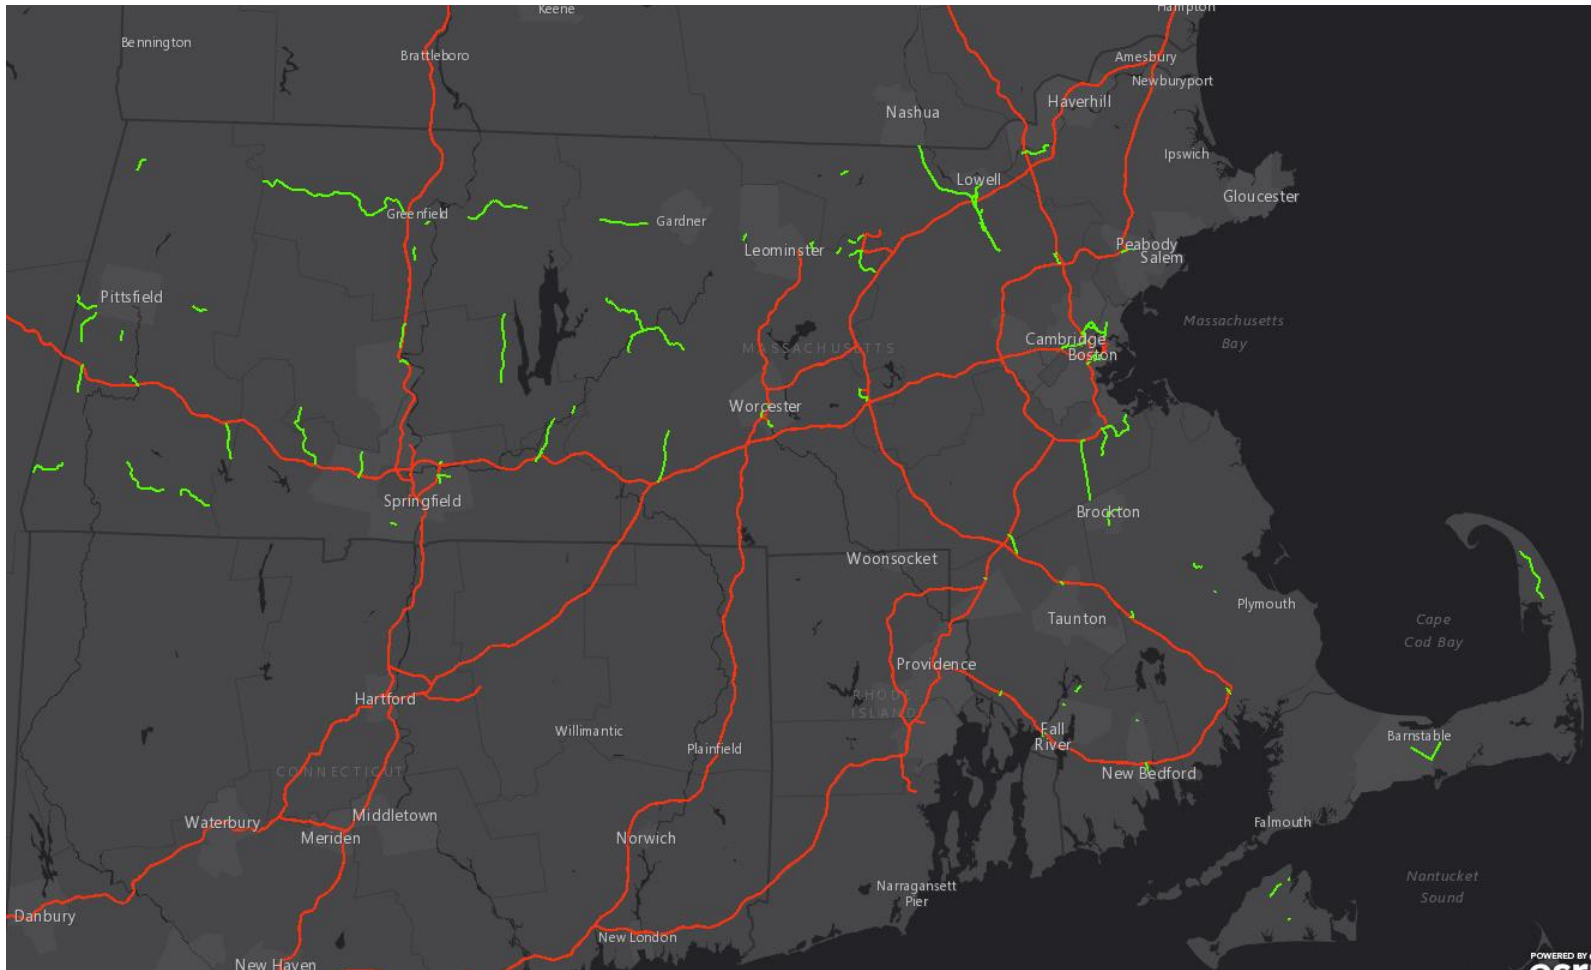 Keene
Hampton
Bennington
Brattleboro
Amesbury
Newburyport
Haverhill
Nashua
Ipswich
Lowell
Gloucester
Greenfield
Gardner
Leominster
Peabody
Salem
Pittsfield
Massachusetts
Bay
MASSACHUSETTS
Cambridge
Boston
Worcester
Springfield
Brockton
Woonsocket
Plymouth
Taunton
Cape
Cod Bay
Providence
Hartford
RHODE
ISLAND
Willimantic
Plainfield
Fall
River
Barnstable
CONNECTICUT
New Bedford
Waterbury
Middletown
Meriden
Norwich
Falmouth
Narragansett
Pier
Nantucket
Sound
Danbury
New London
New Haven
POWERED BY
esr